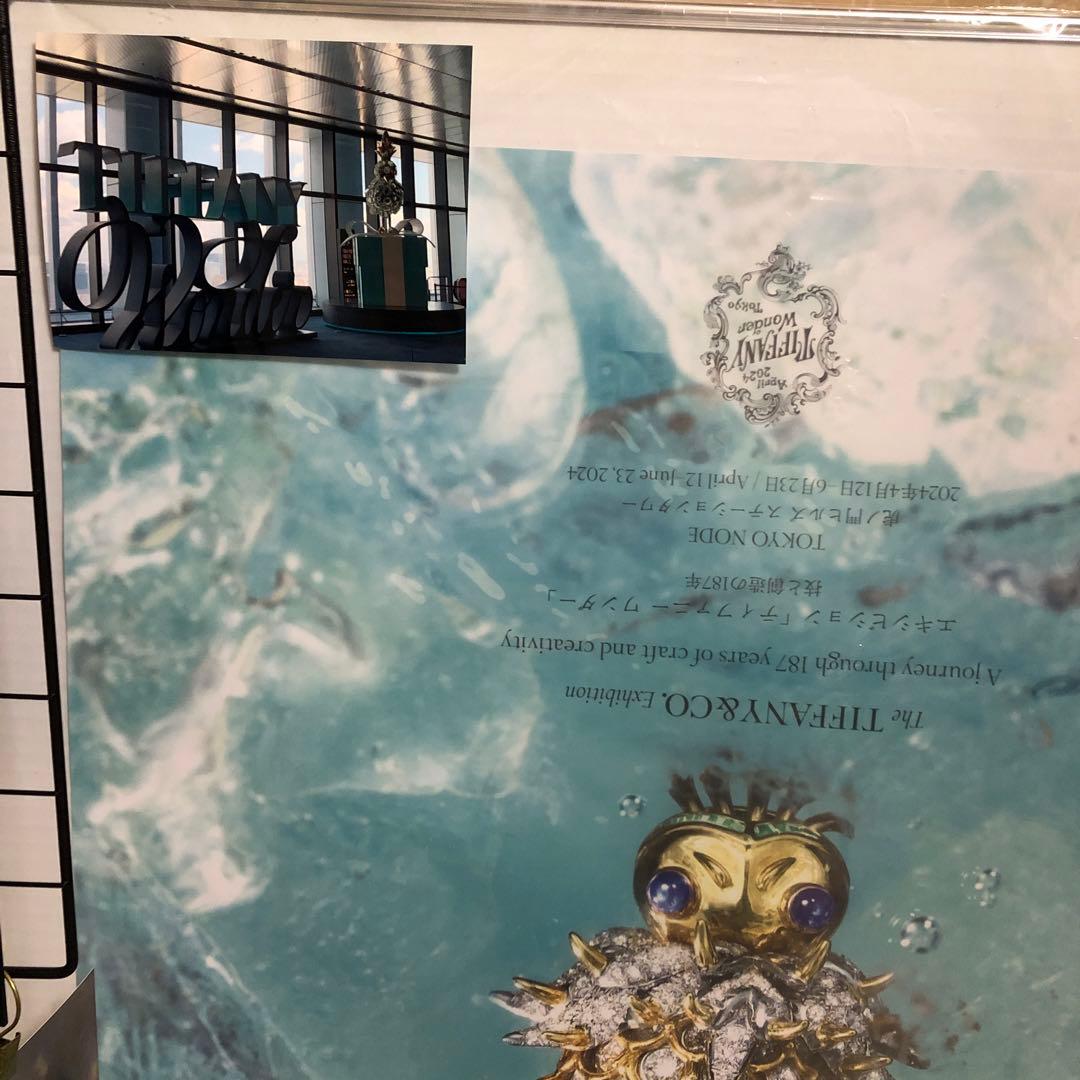 TIFFANY
Wonder
The TIFFANY&CO. Exhibition
A journey through 187 years of craft and creativity
エキシビション「ティファニー ワンダー」
技と創造の187年
TOKYO NODE
虎ノ門ヒルズ ステーションタワー
2024年4月12日–6月23日 / April 12–June 23, 2024
April
2024
TIFFANY
Wonder
Tokyo